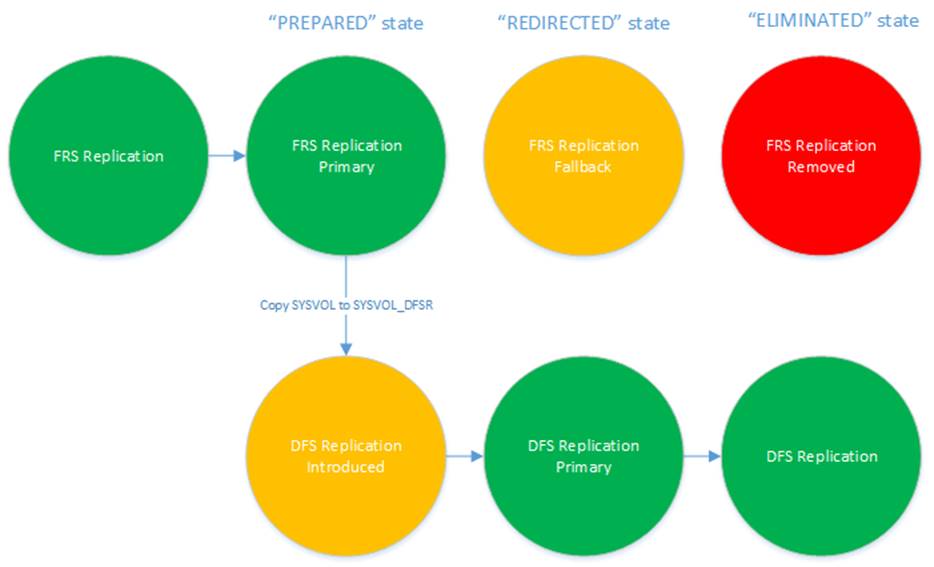 “PREPARED” state
“REDIRECTED” state
“ELIMINATED” state
FRS Replication
FRS Replication
Primary
FRS Replication
Fallback
FRS Replication
Removed
Copy SYSVOL to SYSVOL_DFSR
DFS Replication
Introduced
DFS Replication
Primary
DFS Replication